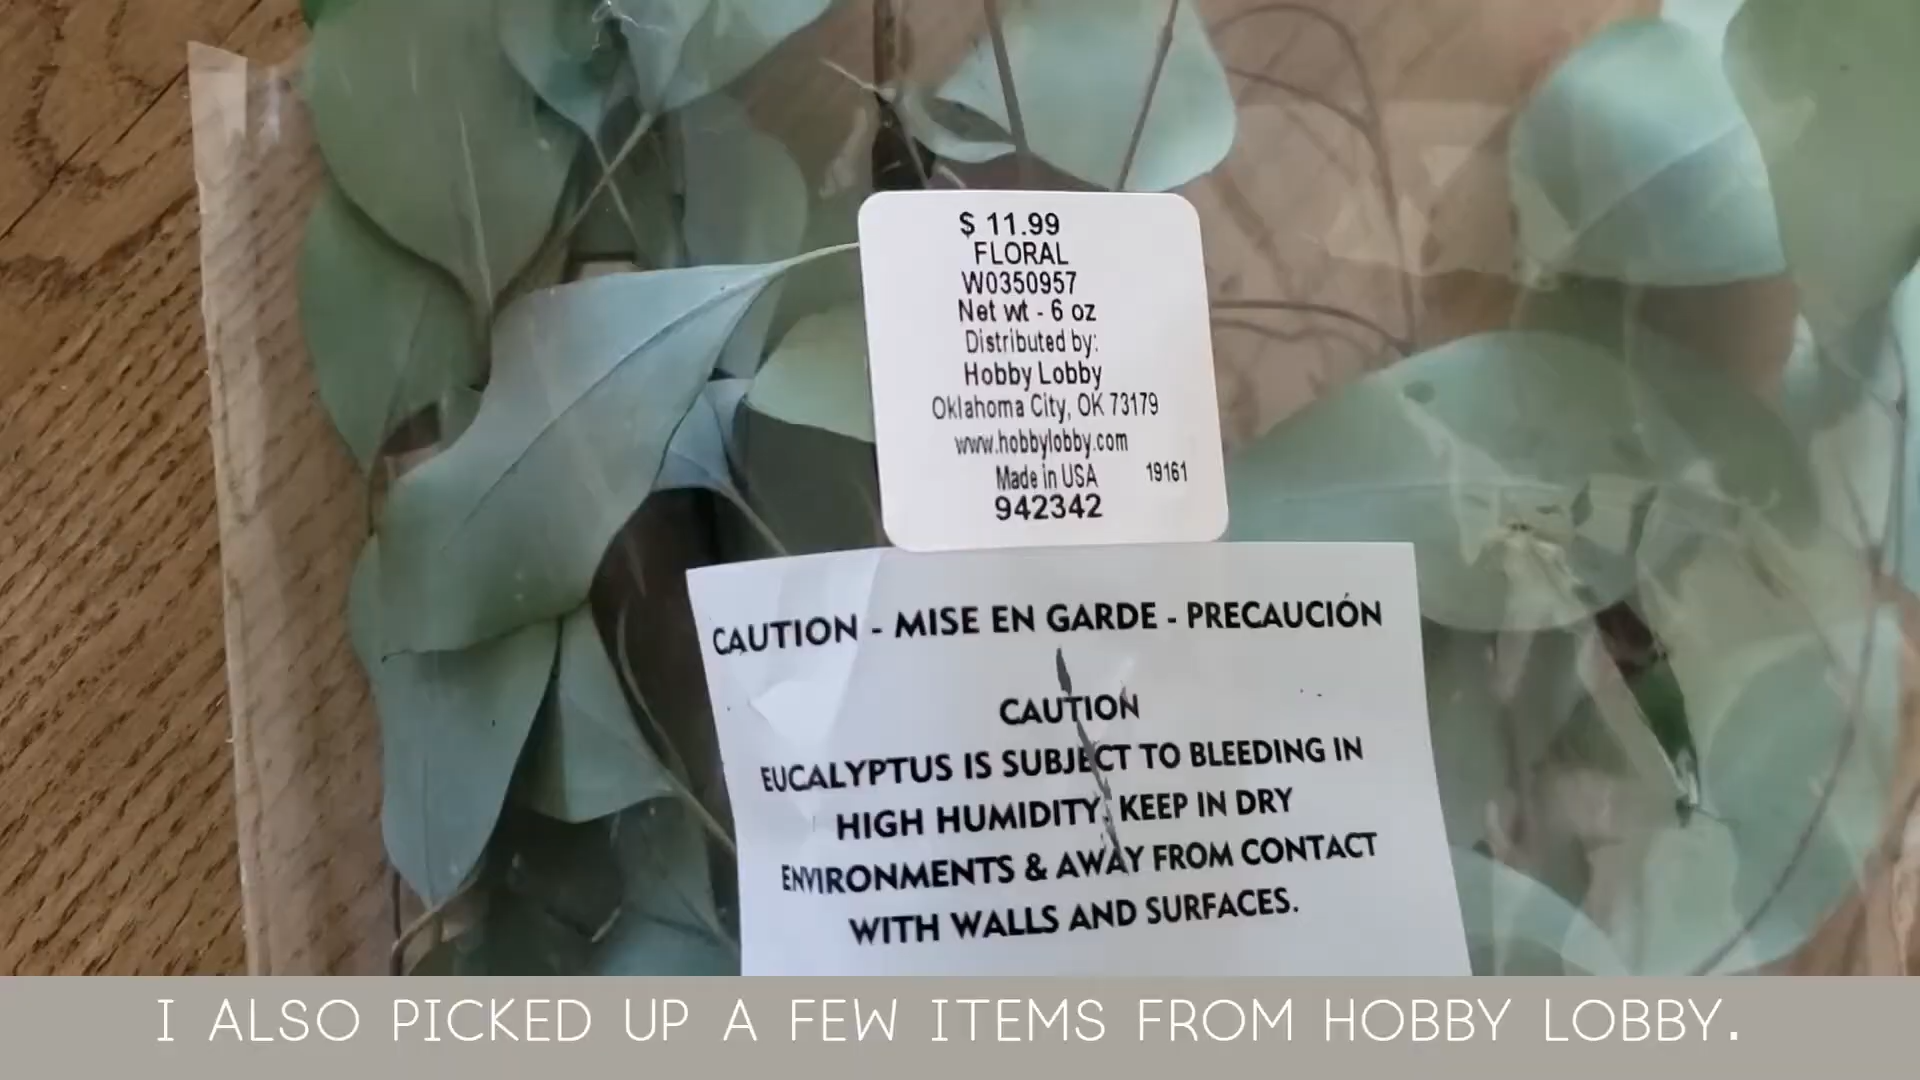 $ 11.99
FLORAL
W0350957
Net wt - 6 oz
Distributed by:
Hobby Lobby
Oklahoma City, OK 73179
www.hobbylobby.com
Made in USA 19161
942342
CAUTION - MISE EN GARDE - PRECAUCIÓN
CAUTION
EUCALYPTUS IS SUBJECT TO BLEEDING IN
HIGH HUMIDITY. KEEP IN DRY
ENVIRONMENTS & AWAY FROM CONTACT
WITH WALLS AND SURFACES.
I ALSO PICKED UP A FEW ITEMS FROM HOBBY LOBBY.